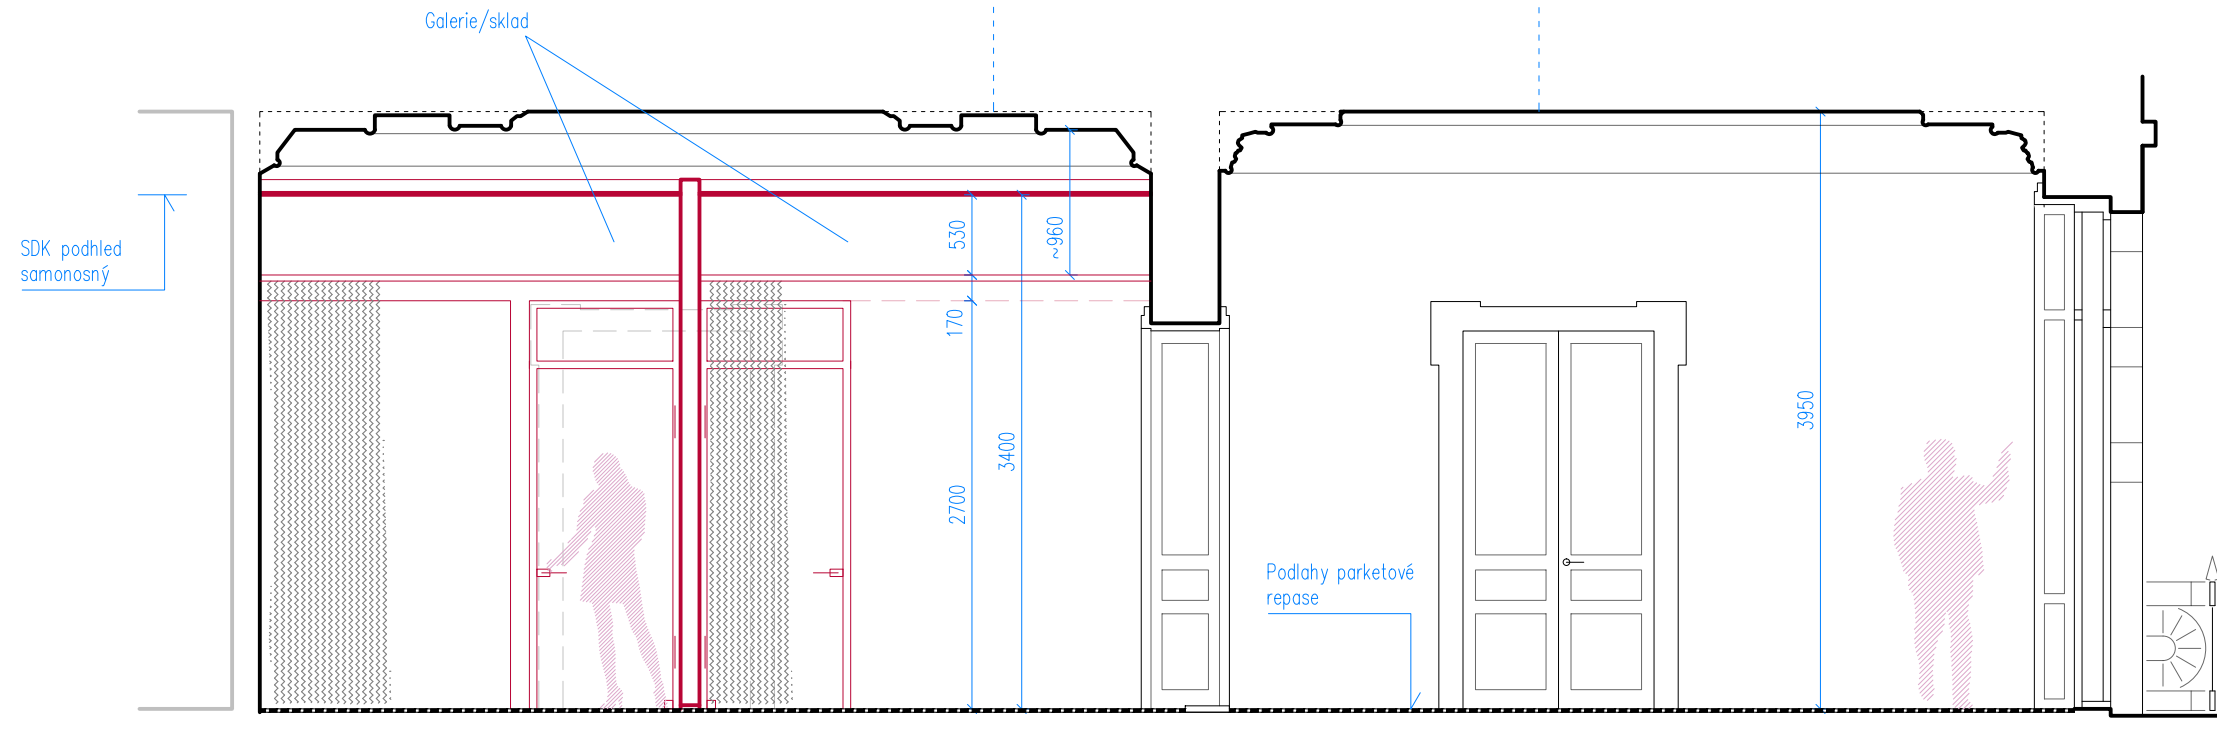 Galerie/sklad
SDK podhled
samonosný
530
~960
170
3400
2700
3950
Podlahy parketové
repase